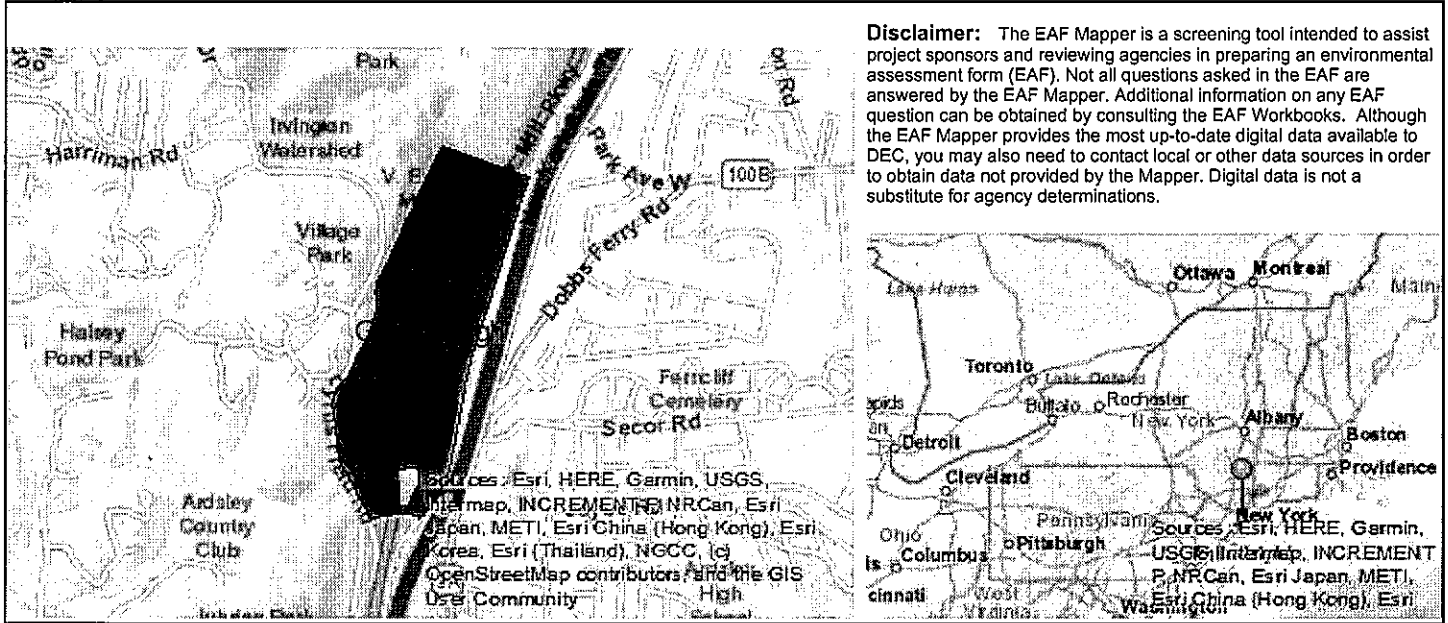 Disclaimer: The EAF Mapper is a screening tool intended to assist
project sponsors and reviewing agencies in preparing an environmental
assessment form (EAF). Not all questions asked in the EAF are
answered by the EAF Mapper. Additional information on any EAF
question can be obtained by consulting the EAF Workbooks. Although
the EAF Mapper provides the most up-to-date digital data available to
DEC, you may also need to contact local or other data sources in order
to obtain data not provided by the Mapper. Digital data is not a
substitute for agency determinations.
Park
Irvington
Watershed
Harriman Rd
Mill
Pkwy
Park Ave W
100B
Dobbs Ferry Rd
Village
Park
Halsey
Pond Park
Ferncliff
Cemetery
Secor Rd
Ardsley
Country
Club
Sources: Esri, HERE, Garmin, USGS,
Intermap, INCREMENT P, NRCan, Esri
Japan, METI, Esri China (Hong Kong), Esri
Korea, Esri (Thailand), NGCC, (c)
OpenStreetMap contributors, and the GIS
User Community
High
Ottawa
Montreal
Toronto
Lake Ontario
Buffalo
Rochester
New York
Albany
Boston
Detroit
Cleveland
Providence
New York
Pennsylvania
Ohio
Pittsburgh
Columbus
cinnati
West
Virginia
Washington
Sources: Esri, HERE, Garmin,
USGS, Intermap, INCREMENT
P, NRCan, Esri Japan, METI,
Esri China (Hong Kong), Esri